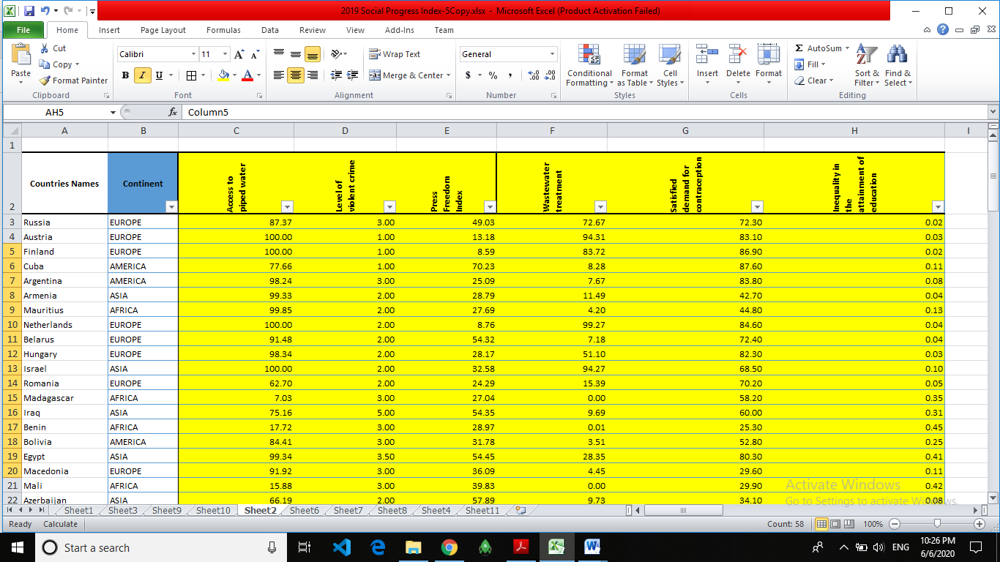 2019 Social Progress Index-5Copy.xlsx - Microsoft Excel (Product Activation Failed)
File Home Insert Page Layout Formulas Data Review View Add-Ins Team
Paste
Cut
Copy
Format Painter
Clipboard
Calibri 11
B I U
Font
Wrap Text
Merge & Center
Alignment
General
$ % ,
Number
Conditional Formatting
Format as Table
Cell Styles
Styles
Insert Delete Format
Cells
Σ AutoSum
Fill
Clear
Sort & Filter
Find & Select
Editing
AH5 fx Column5
A B C D E F G H I
1
2 Countries Names Continent Access to piped water Level of violent crime Press Freedom Index Wastewater treatment Satisfied demand for contraception Inequality in the attainment of education
3 Russia EUROPE 87.37 3.00 49.03 72.67 72.30 0.02
4 Austria EUROPE 100.00 1.00 13.18 94.31 83.10 0.03
5 Finland EUROPE 100.00 1.00 8.59 83.72 86.90 0.02
6 Cuba AMERICA 77.66 1.00 70.23 8.28 87.60 0.11
7 Argentina AMERICA 98.24 3.00 25.09 7.67 83.80 0.08
8 Armenia ASIA 99.33 2.00 28.79 11.49 42.70 0.04
9 Mauritius AFRICA 99.85 2.00 27.69 4.20 44.80 0.13
10 Netherlands EUROPE 100.00 2.00 8.76 99.27 84.60 0.04
11 Belarus EUROPE 91.48 2.00 54.32 7.18 72.40 0.04
12 Hungary EUROPE 98.34 2.00 28.17 51.10 82.30 0.03
13 Israel ASIA 100.00 2.00 32.58 94.27 68.50 0.10
14 Romania EUROPE 62.70 2.00 24.29 15.39 70.20 0.05
15 Madagascar AFRICA 7.03 3.00 27.04 0.00 58.20 0.35
16 Iraq ASIA 75.16 5.00 54.35 9.69 60.00 0.31
17 Benin AFRICA 17.72 3.00 28.97 0.01 25.30 0.45
18 Bolivia AMERICA 84.41 3.00 31.78 3.51 52.80 0.25
19 Egypt ASIA 99.34 3.50 54.45 28.35 80.30 0.41
20 Macedonia EUROPE 91.92 3.00 36.09 4.45 29.60 0.11
21 Mali AFRICA 15.88 3.00 39.83 0.00 29.90 0.42
22 Azerbaijan ASIA 66.19 2.00 57.89 9.73 34.10 0.08
Activate Windows
Go to Settings to activate Windows.
Sheet1 Sheet3 Sheet9 Sheet10 Sheet2 Sheet6 Sheet7 Sheet8 Sheet4 Sheet11
Ready Calculate Count: 58 100%
Start a search
ENG
10:26 PM
6/6/2020